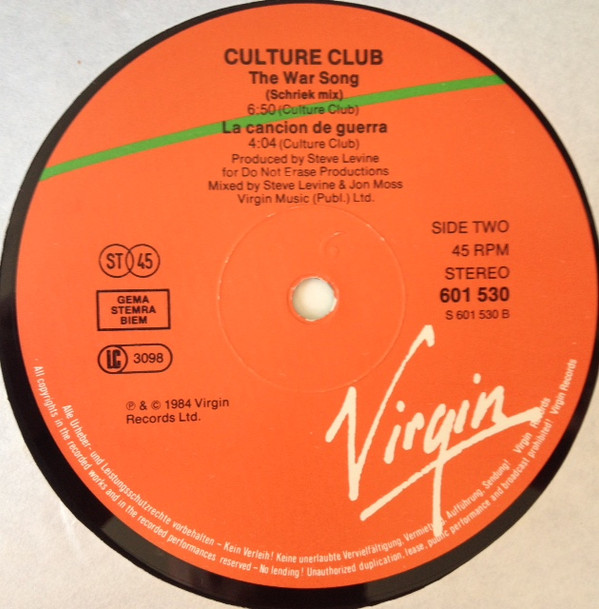 CULTURE CLUB
The War Song
(Schriek mix)
6:50 (Culture Club)
La cancion de guerra
4:04 (Culture Club)
Produced by Steve Levine
for Do Not Erase Productions
Mixed by Steve Levine & Jon Moss
Virgin Music (Publ.) Ltd.
SIDE TWO
45 RPM
STEREO
601 530
S 601 530 B
ST 45
GEMA
STEMRA
BIEM
LC 3098
℗ & © 1984 Virgin
Records Ltd.
Virgin
Alle Urheber- und Leistungsschutzrechte vorbehalten – Kein Verleih! Keine unerlaubte Vervielfältigung, Vermietung, Aufführung, Sendung! Virgin Records
All copyrights in the recorded works and in the recorded performances reserved – No lending! Unauthorized duplication, lease, public performance and broadcast prohibited! Virgin Records